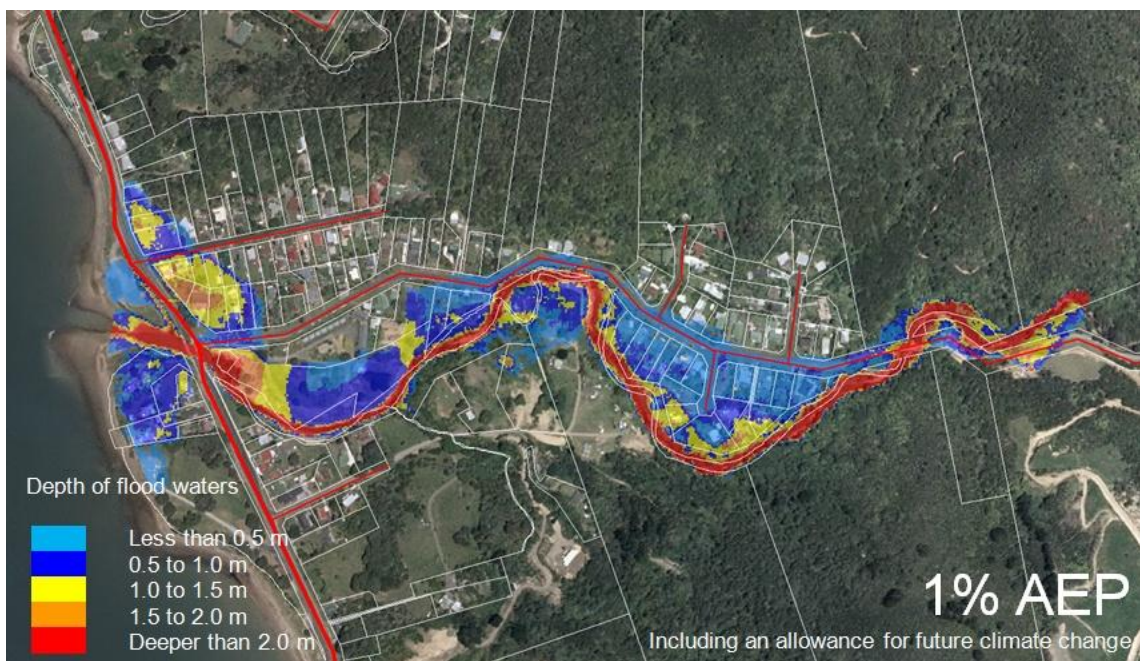 Depth of flood waters
Less than 0.5 m
0.5 to 1.0 m
1.0 to 1.5 m
1.5 to 2.0 m
Deeper than 2.0 m
1% AEP
Including an allowance for future climate change